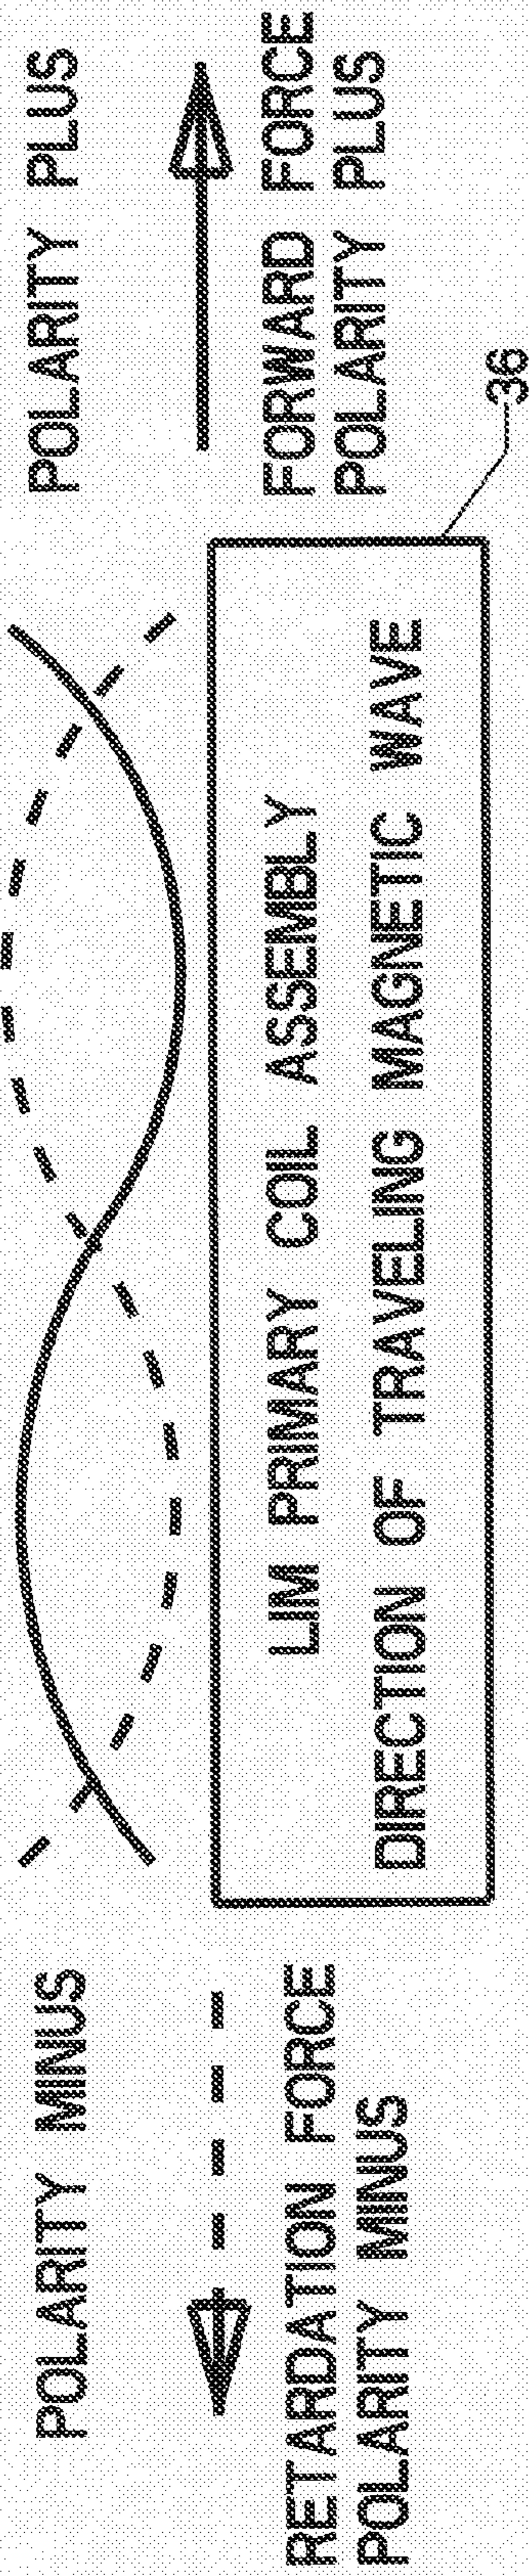 POLARITY MINUS
RETARDATION FORCE
POLARITY MINUS
LIM PRIMARY COIL ASSEMBLY
DIRECTION OF TRAVELING MAGNETIC WAVE
36
POLARITY PLUS
FORWARD FORCE
POLARITY PLUS